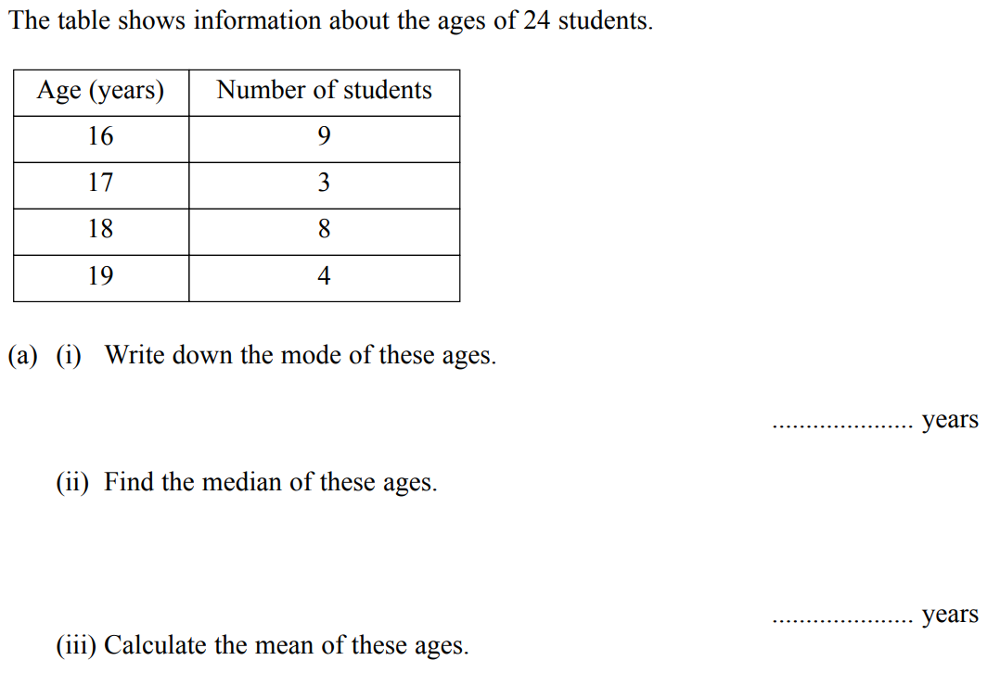 The table shows information about the ages of 24 students.
Age (years) Number of students
16 9
17 3
18 8
19 4
(a) (i) Write down the mode of these ages.
..................... years
(ii) Find the median of these ages.
..................... years
(iii) Calculate the mean of these ages.